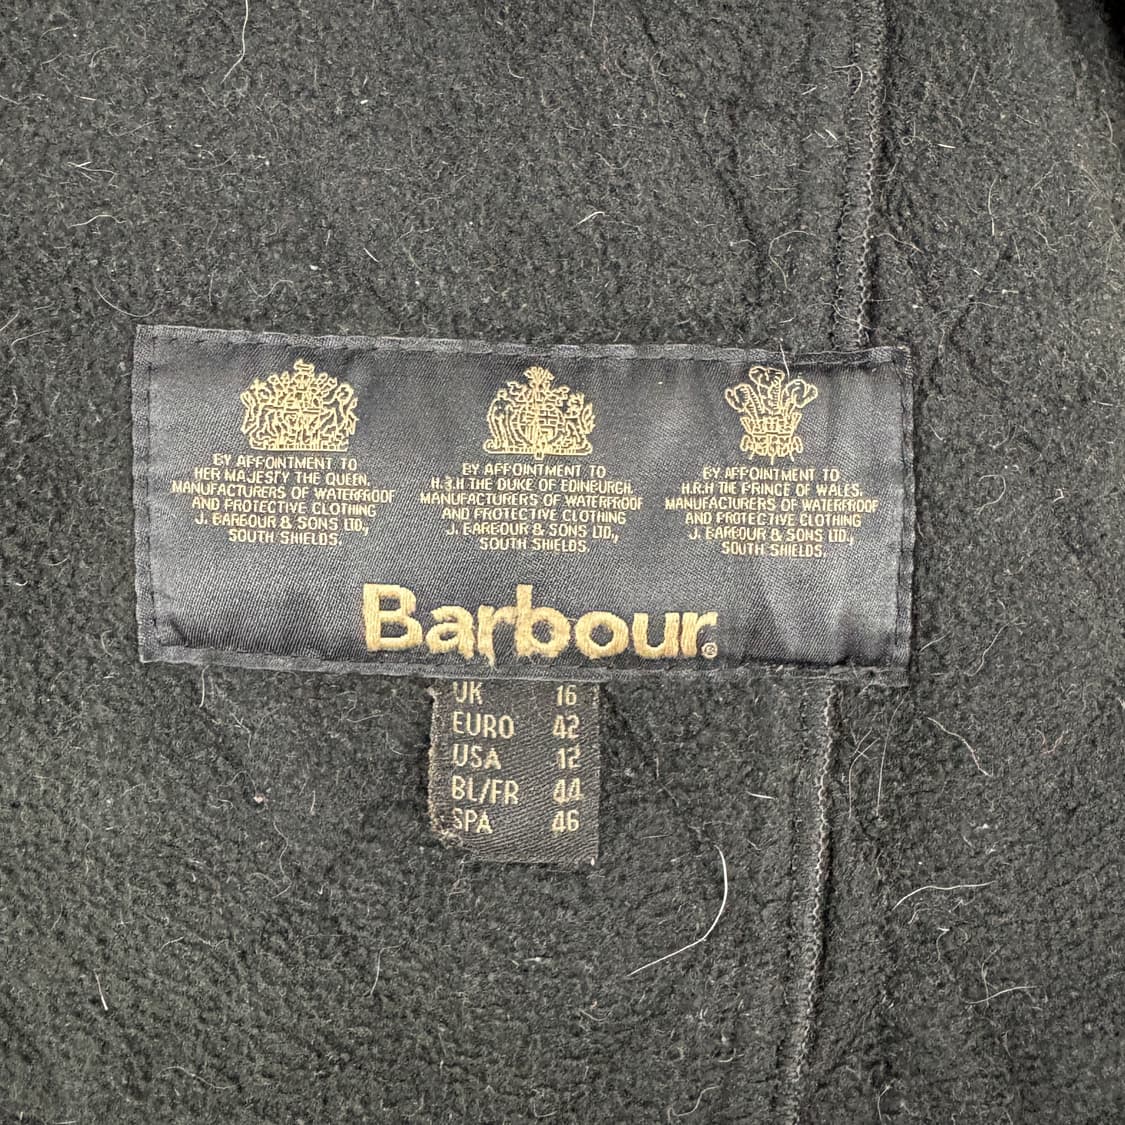 BY APPOINTMENT TO
HER MAJESTY THE QUEEN,
MANUFACTURERS OF WATERPROOF
AND PROTECTIVE CLOTHING
J. BARBOUR & SONS LTD.,
SOUTH SHIELDS.
BY APPOINTMENT TO
H.R.H THE DUKE OF EDINBURGH,
MANUFACTURERS OF WATERPROOF
AND PROTECTIVE CLOTHING
J. BARBOUR & SONS LTD.,
SOUTH SHIELDS.
BY APPOINTMENT TO
H.R.H THE PRINCE OF WALES,
MANUFACTURERS OF WATERPROOF
AND PROTECTIVE CLOTHING
J. BARBOUR & SONS LTD.,
SOUTH SHIELDS.
Barbour®
UK 16
EURO 42
USA 12
BL/FR 44
SPA 46